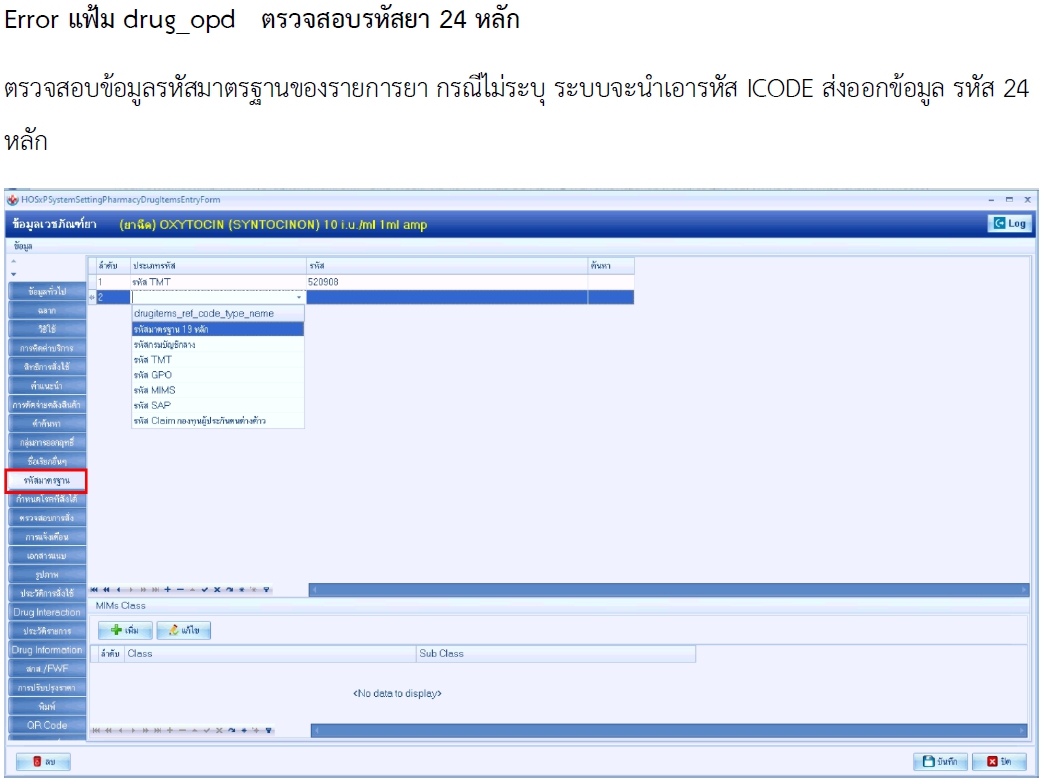 Error แฟ้ม drug_opd ตรวจสอบรหัสยา 24 หลัก
ตรวจสอบข้อมูลรหัสมาตรฐานของรายการยา กรณีไม่ระบุ ระบบจะนำเอารหัส ICODE ส่งออกข้อมูล รหัส 24
หลัก
HOSxPSystemSettingPharmacyDrugItemsEntryForm
ข้อมูลเวชภัณฑ์ยา (ยาฉีด) OXYTOCIN (SYNTOCINON) 10 i.u./ml 1ml amp Log
ข้อมูล
ลำดับ ประเภทรหัส รหัส ค้นหา
1 รหัส TMT 520908
2
drugitems_ref_code_type_name
รหัสมาตรฐาน 19 หลัก
รหัสกรมบัญชีกลาง
รหัส TMT
รหัส GPO
รหัส MIMS
รหัส SAP
รหัส Claim กองทุนผู้ประกันตนต่างด้าว
ข้อมูลทั่วไป
ฉลาก
วิธีใช้
การคิดค่าบริการ
สิทธิการสั่งใช้
คำแนะนำ
การตัดจ่ายคลังสินค้า
คำค้นหา
กลุ่มการออกฤทธิ์
ชื่อเรียกอื่นๆ
รหัสมาตรฐาน
กำหนดโรคที่สั่งได้
ตรวจสอบการสั่ง
การแจ้งเตือน
เอกสารแนบ
รูปภาพ
ประวัติการสั่งใช้
Drug Interaction
ประวัติรายการ
Drug Information
สกส./FWF
การปรับปรุงราคา
พิมพ์
QR Code
MIMs Class
เพิ่ม แก้ไข
ลำดับ Class Sub Class
<No data to display>
ลบ บันทึก ปิด